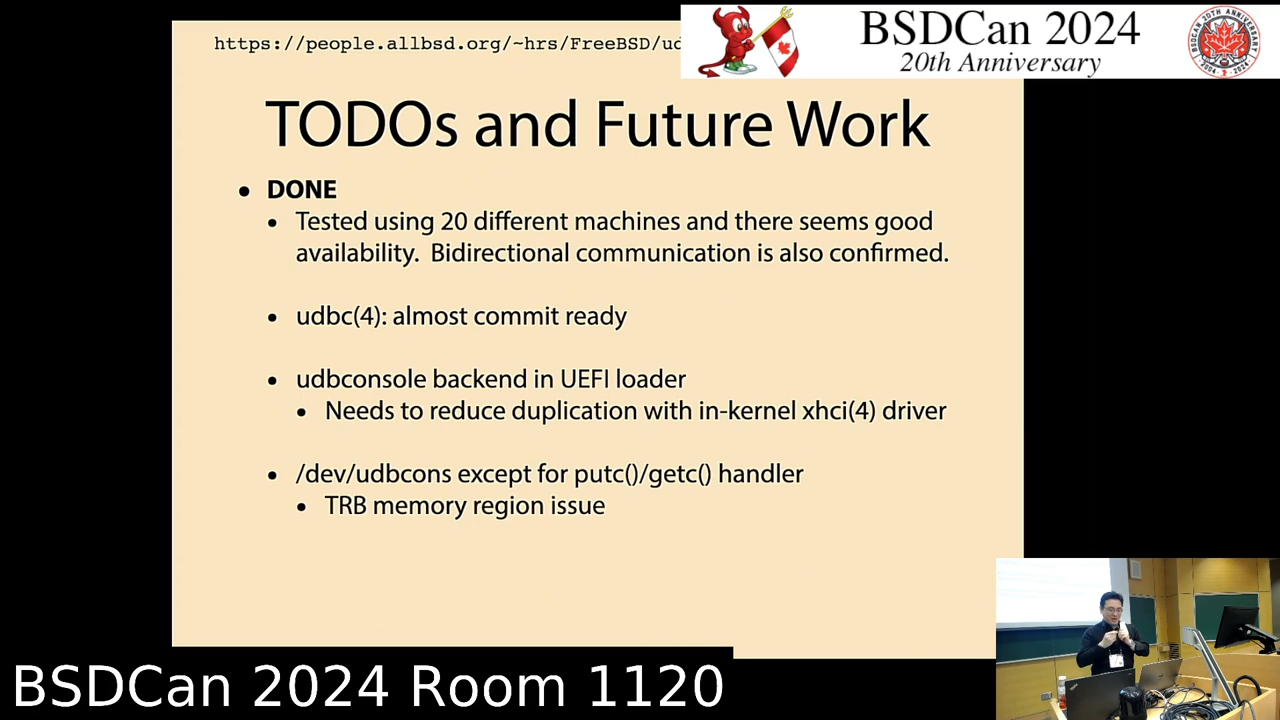 https://people.allbsd.org/~hrs/FreeBSD/ud
BSDCan 2024
20th Anniversary
TODOs and Future Work
• DONE
• Tested using 20 different machines and there seems good
availability. Bidirectional communication is also confirmed.
• udbc(4): almost commit ready
• udbconsole backend in UEFI loader
• Needs to reduce duplication with in-kernel xhci(4) driver
• /dev/udbcons except for putc()/getc() handler
• TRB memory region issue
BSDCan 2024 Room 1120